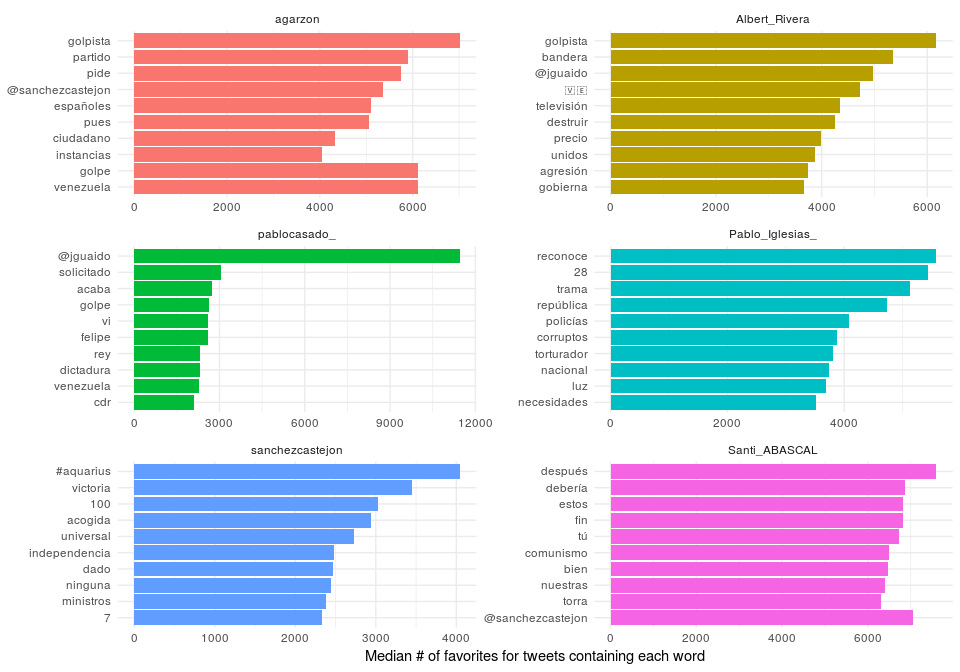 agarzon
golpista
partido
pide
@sanchezcastejon
españoles
pues
ciudadano
instancias
golpe
venezuela
0 2000 4000 6000
Albert_Rivera
golpista
bandera
@jguaido
🇻🇪
televisión
destruir
precio
unidos
agresión
gobierna
0 2000 4000 6000
pablocasado_
@jguaido
solicitado
acaba
golpe
vi
felipe
rey
dictadura
venezuela
cdr
0 3000 6000 9000 12000
Pablo_Iglesias_
reconoce
28
trama
república
policías
corruptos
torturador
nacional
luz
necesidades
0 2000 4000
sanchezcastejon
#aquarius
victoria
100
acogida
universal
independencia
dado
ninguna
ministros
7
0 1000 2000 3000 4000
Santi_ABASCAL
después
debería
estos
fin
tú
comunismo
bien
nuestras
torra
@sanchezcastejon
0 2000 4000 6000
Median # of favorites for tweets containing each word